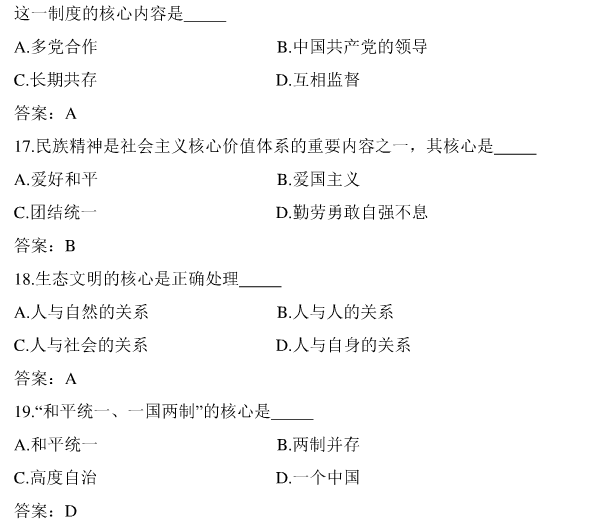 这一制度的核心内容是_____
A.多党合作 B.中国共产党的领导
C.长期共存 D.互相监督
答案：A
17.民族精神是社会主义核心价值体系的重要内容之一，其核心是_____
A.爱好和平 B.爱国主义
C.团结统一 D.勤劳勇敢自强不息
答案：B
18.生态文明的核心是正确处理_____
A.人与自然的关系 B.人与人的关系
C.人与社会的关系 D.人与自身的关系
答案：A
19.“和平统一、一国两制”的核心是_____
A.和平统一 B.两制并存
C.高度自治 D.一个中国
答案：D